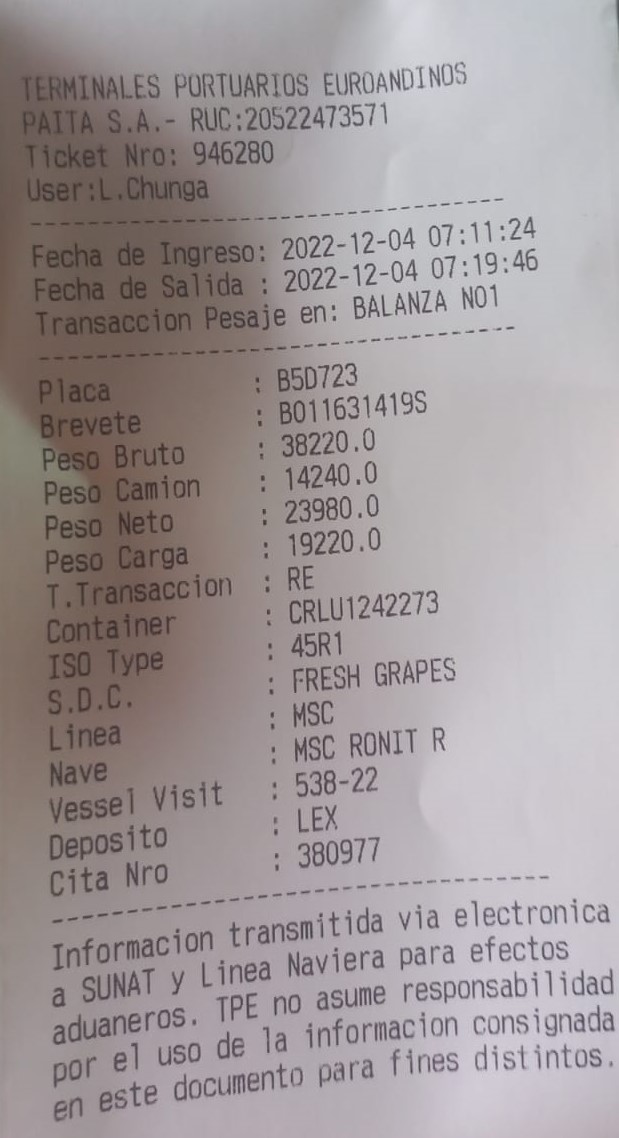 TERMINALES PORTUARIOS EUROANDINOS
PAITA S.A.- RUC:20522473571
Ticket Nro: 946280
User:L.Chunga
--------------------------------
Fecha de Ingreso: 2022-12-04 07:11:24
Fecha de Salida : 2022-12-04 07:19:46
Transaccion Pesaje en: BALANZA NO1
--------------------------------
Placa : B5D723
Brevete : B011631419S
Peso Bruto : 38220.0
Peso Camion : 14240.0
Peso Neto : 23980.0
Peso Carga : 19220.0
T.Transaccion : RE
Container : CRLU1242273
ISO Type : 45R1
S.D.C. : FRESH GRAPES
Linea : MSC
Nave : MSC RONIT R
Vessel Visit : 538-22
Deposito : LEX
Cita Nro : 380977
--------------------------------
Informacion transmitida via electronica
a SUNAT y Linea Naviera para efectos
aduaneros. TPE no asume responsabilidad
por el uso de la informacion consignada
en este documento para fines distintos.